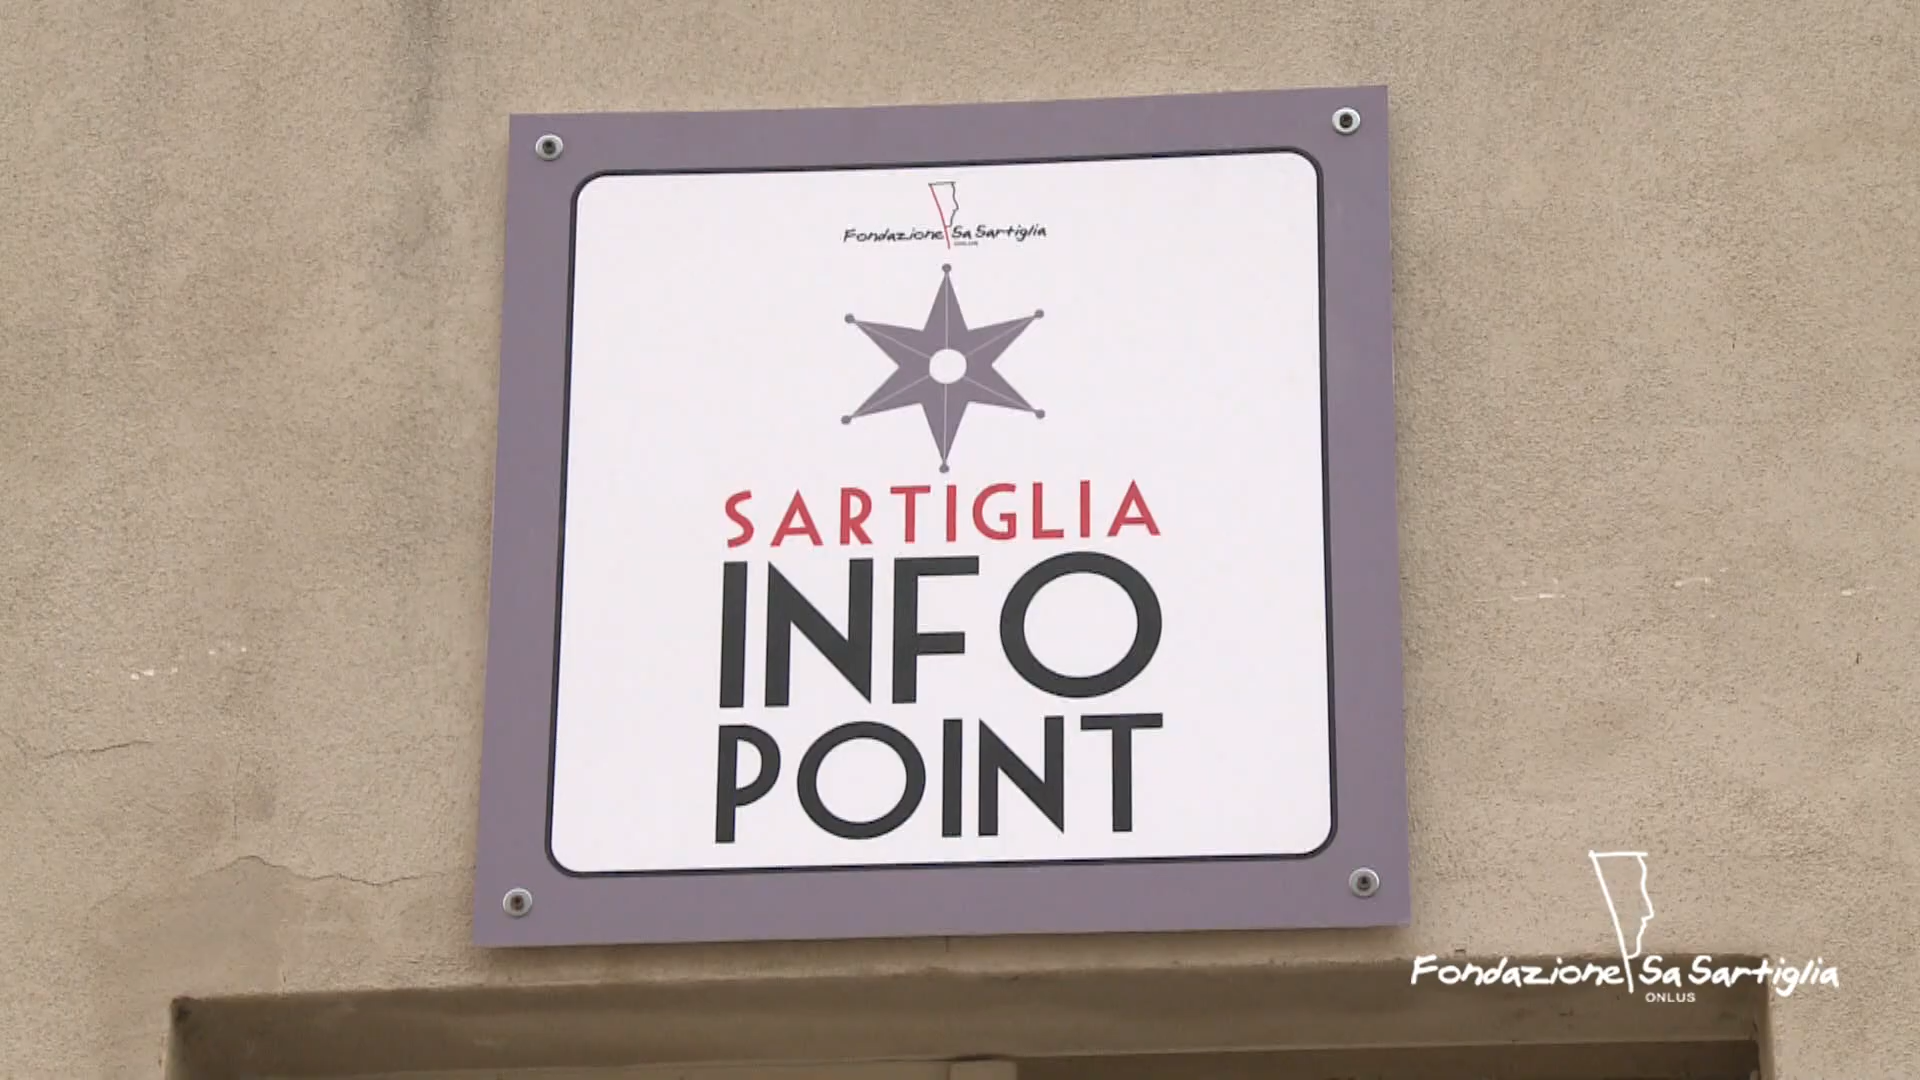 Fondazione Sa Sartiglia
ONLUS
SARTIGLIA
INFO
POINT
Fondazione Sa Sartiglia
ONLUS